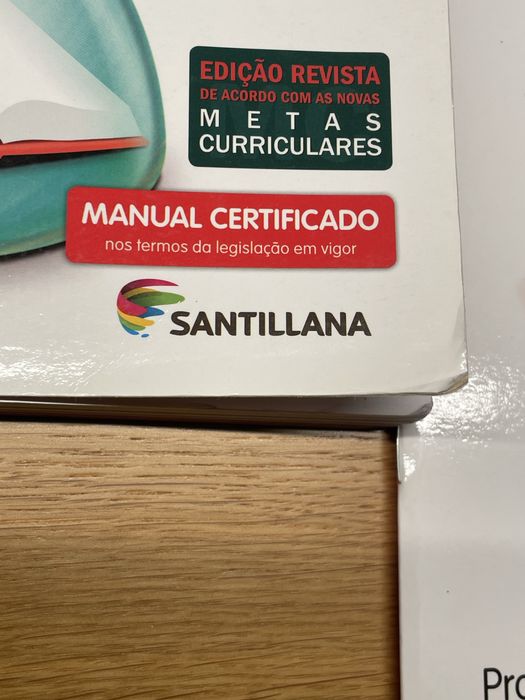 EDIÇÃO REVISTA
DE ACORDO COM AS NOVAS
METAS
CURRICULARES
MANUAL CERTIFICADO
nos termos da legislação em vigor
SANTILLANA